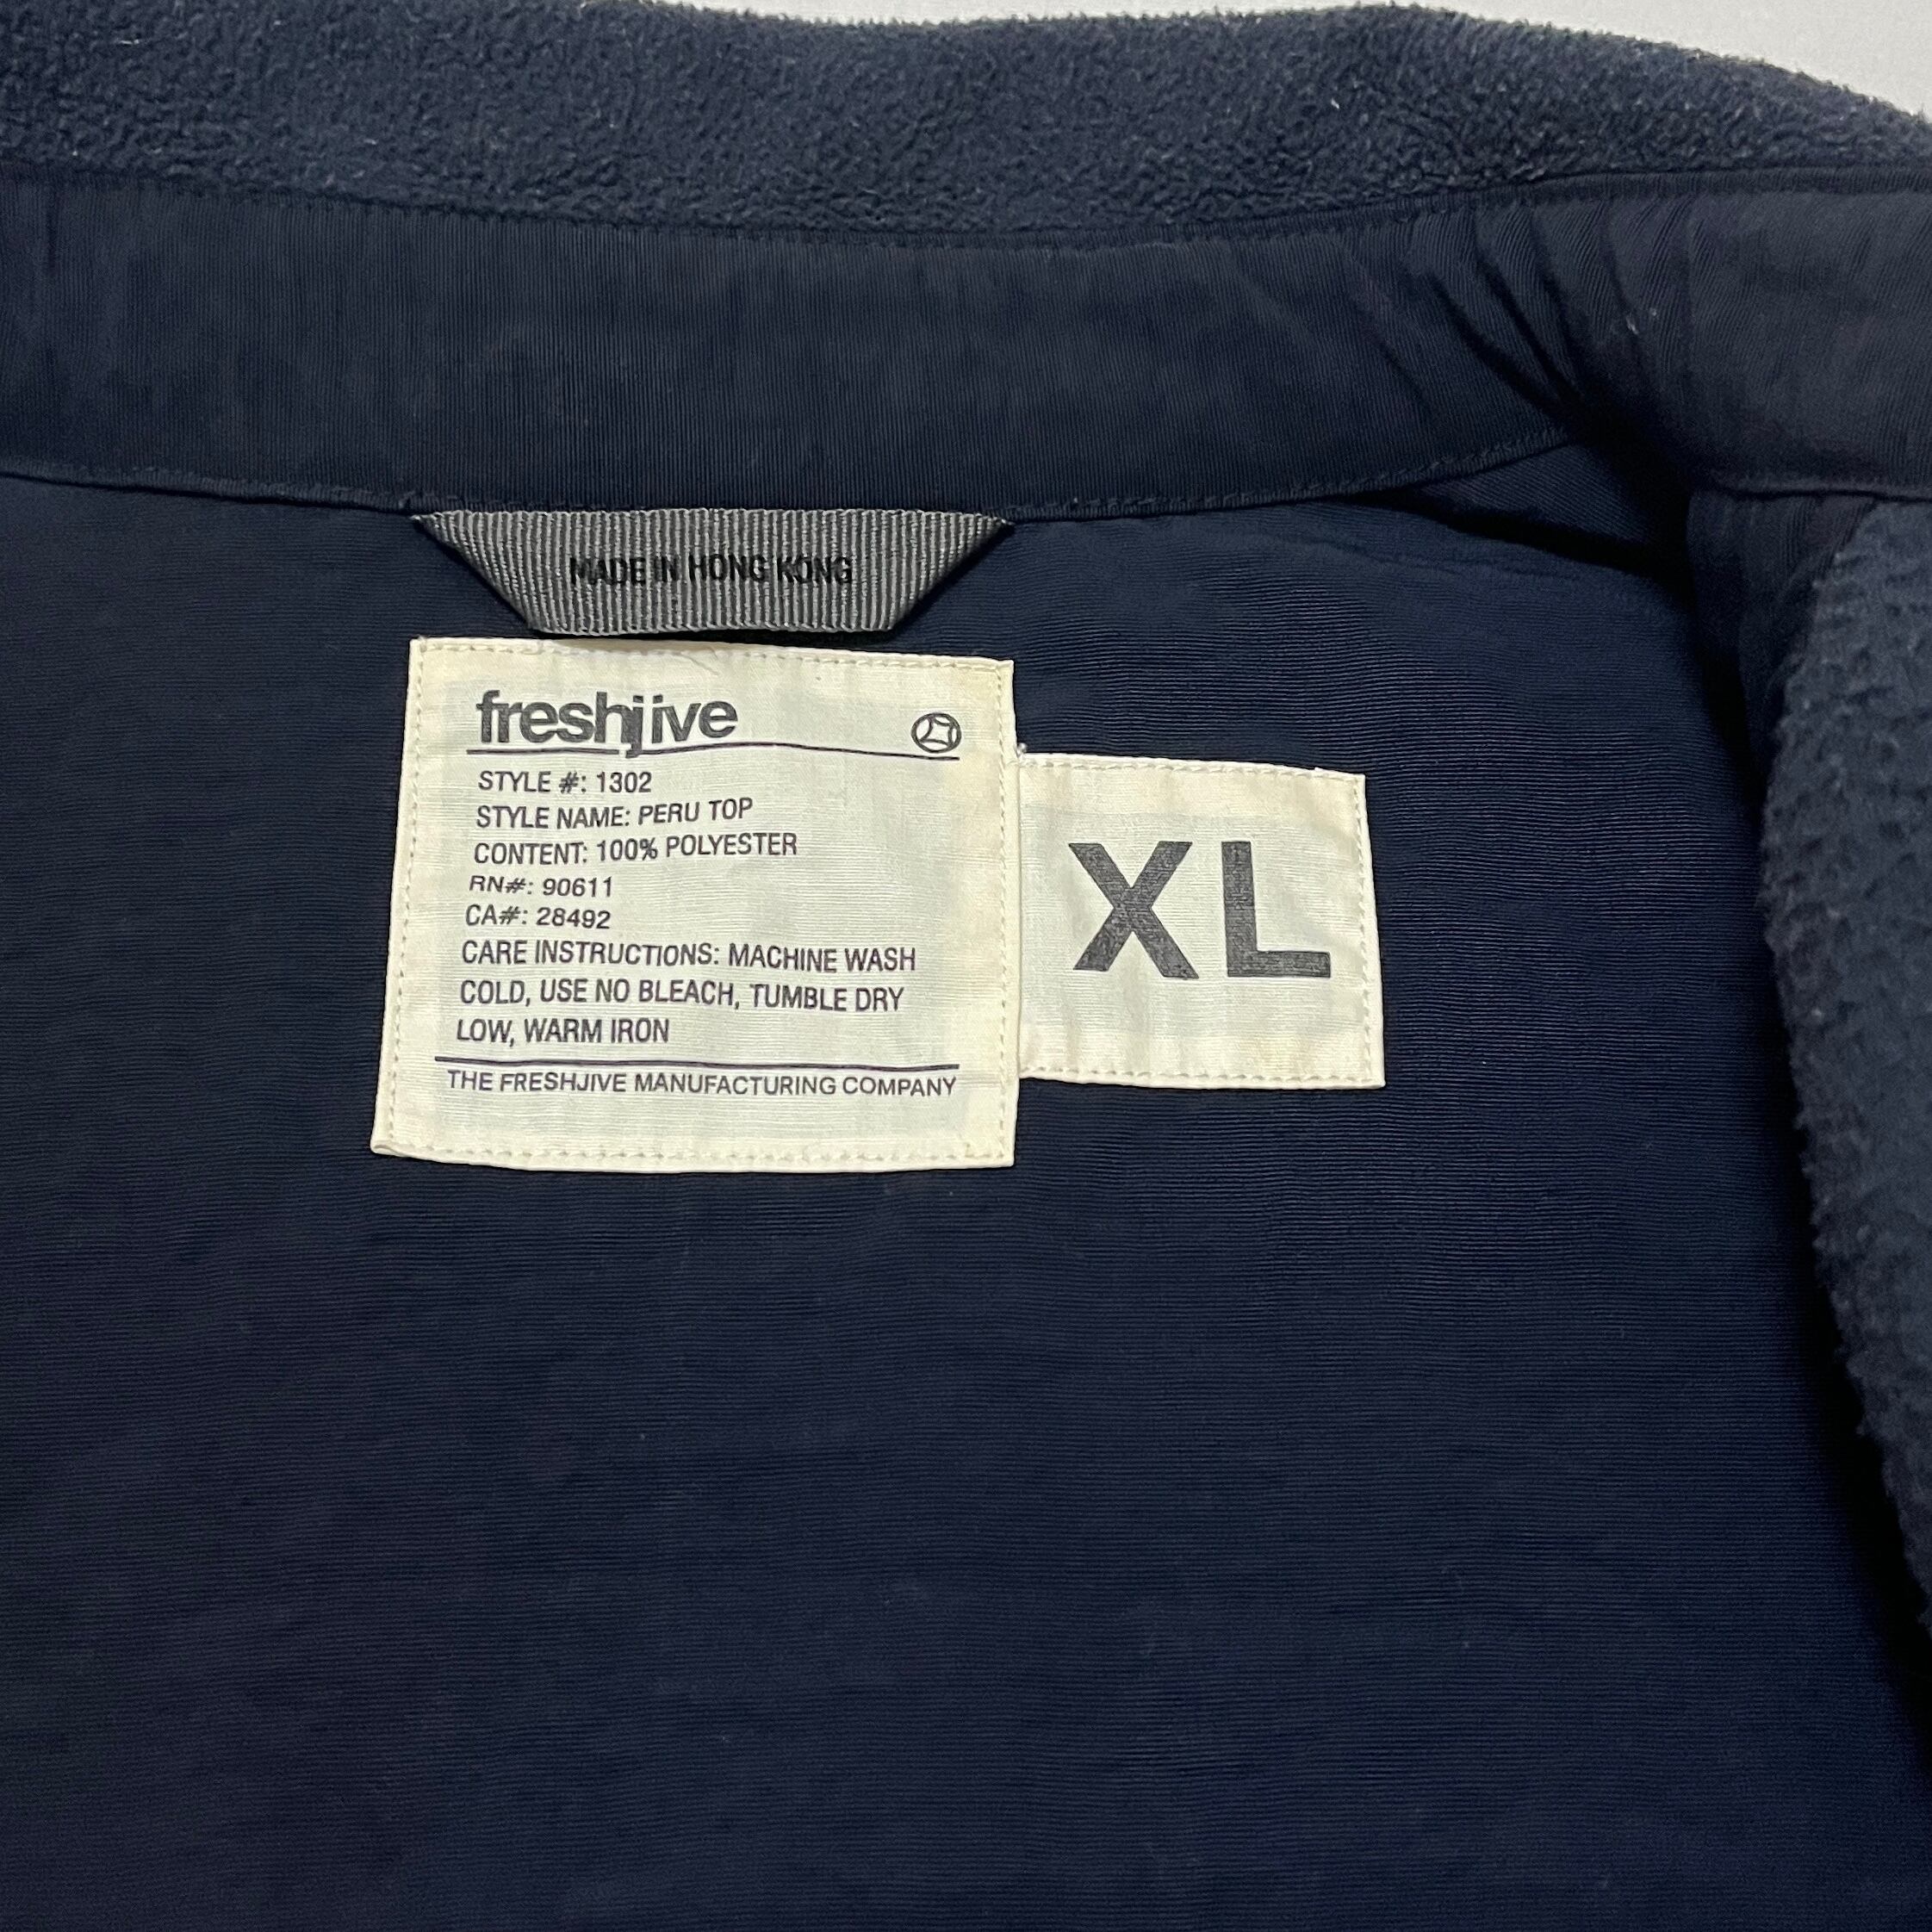 MADE IN HONG KONG
freshjive
STYLE #: 1302
STYLE NAME: PERU TOP
CONTENT: 100% POLYESTER
RN#: 90611
CA#: 28492
CARE INSTRUCTIONS: MACHINE WASH
COLD, USE NO BLEACH, TUMBLE DRY
LOW, WARM IRON
THE FRESHJIVE MANUFACTURING COMPANY
XL